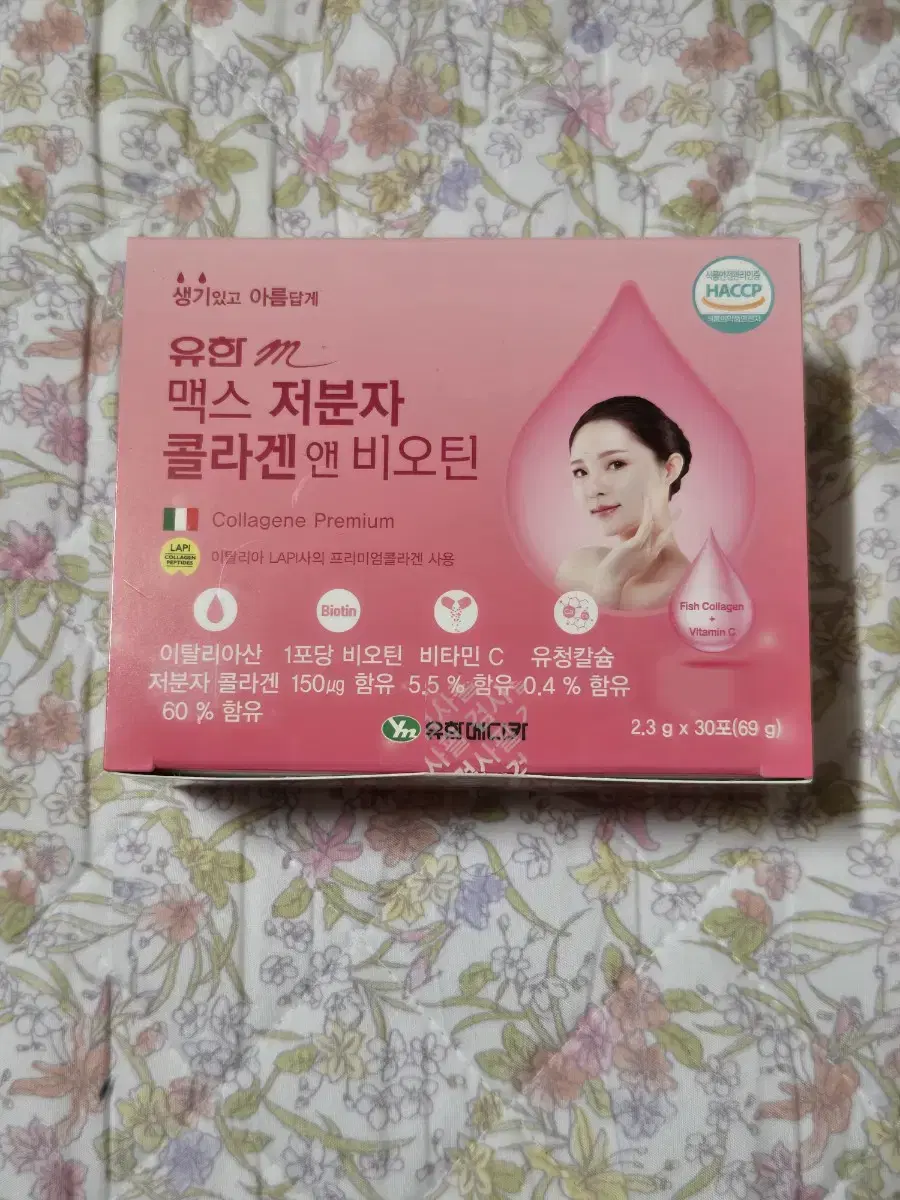 생기있고 아름답게
HACCP
유한 m
맥스 저분자
콜라겐 앤 비오틴
Collagene Premium
LAPI
COLLAGEN
PEPTIDES
이탈리아 LAPI사의 프리미엄콜라겐 사용
Fish Collagen
+
Vitamin C
Biotin
이탈리아산
저분자 콜라겐
60 % 함유
1포당 비오틴
150㎍ 함유
비타민 C
5.5 % 함유
유청칼슘
0.4 % 함유
유한메디카
2.3 g x 30포(69 g)